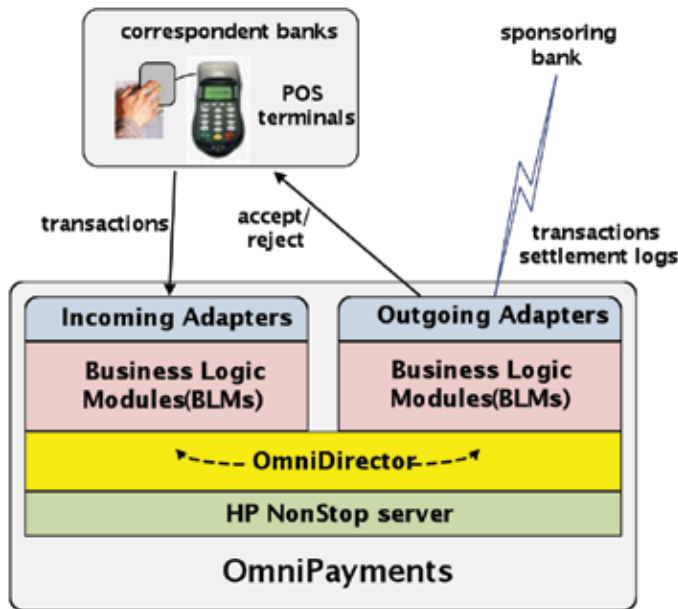 correspondent banks
POS
terminals
sponsoring
bank
transactions
accept/
reject
transactions
settlement logs
Incoming Adapters
Outgoing Adapters
Business Logic
Modules(BLMs)
Business Logic
Modules(BLMs)
OmniDirector
HP NonStop server
OmniPayments